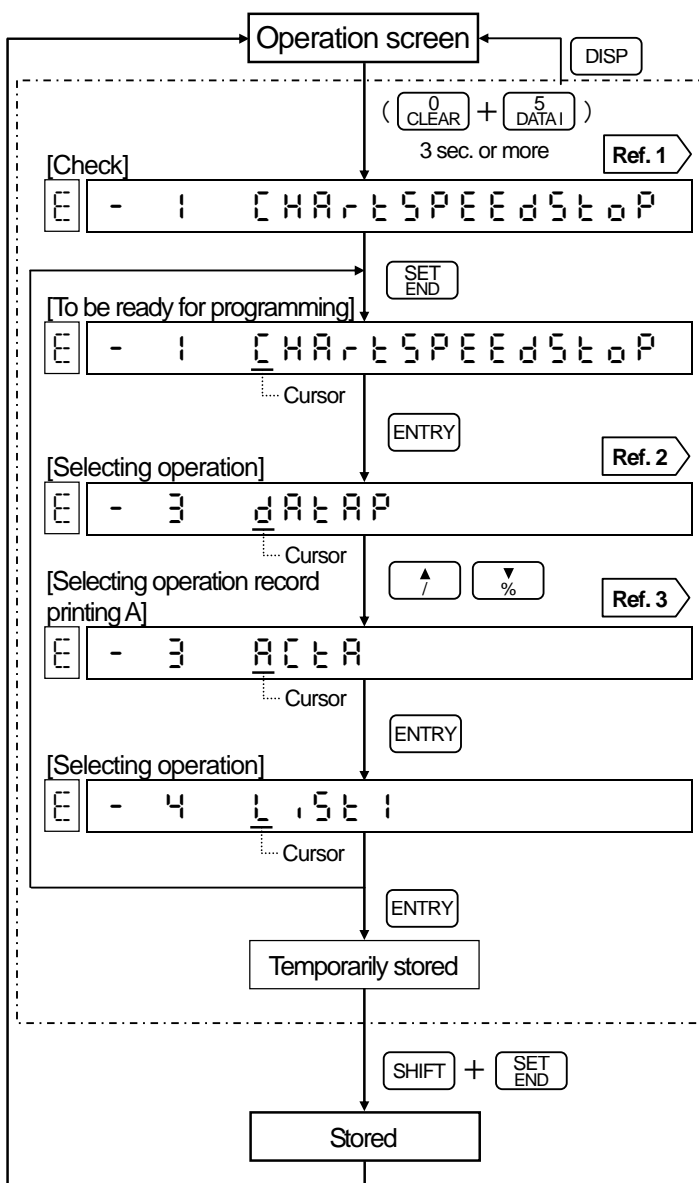 Operation screen
DISP
( 0 CLEAR + 5 DATA I )
3 sec. or more
Ref. 1
[Check]
E - 1 CHArtSPEEdStoP
SET END
[To be ready for programming]
E - 1 CHArtSPEEdStoP
Cursor
ENTRY
Ref. 2
[Selecting operation]
E - 3 dAtAP
Cursor
▲ / ▼ %
[Selecting operation record
printing A]
Ref. 3
E - 3 ACtA
Cursor
ENTRY
[Selecting operation]
E - 4 LiSt1
Cursor
ENTRY
Temporarily stored
SHIFT + SET END
Stored